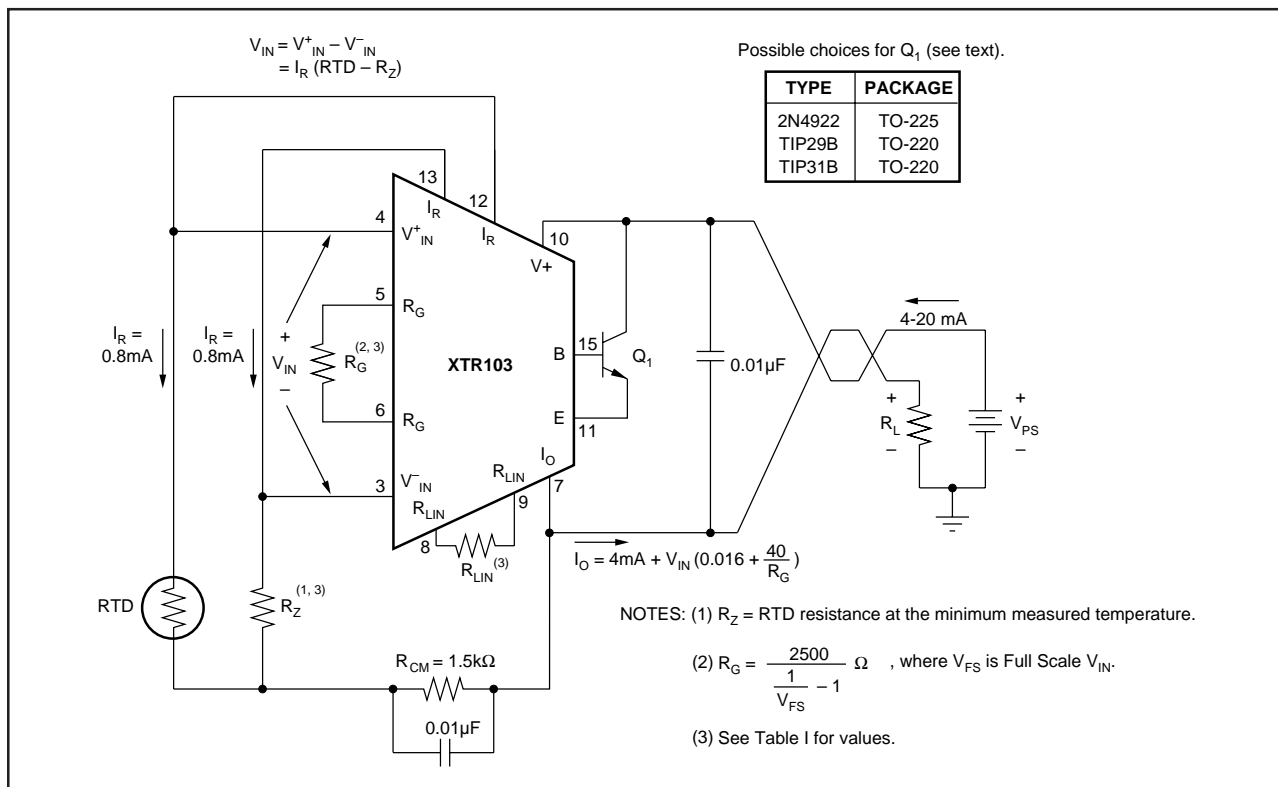 V_IN = V⁺_IN – V⁻_IN
= I_R (RTD – R_Z)
Possible choices for Q₁ (see text).
TYPE PACKAGE
2N4922 TO-225
TIP29B TO-220
TIP31B TO-220
13
I_R
12
I_R
4
V⁺_IN
10
V+
5
R_G
I_R =
0.8mA
I_R =
0.8mA
+
V_IN
–
R_G (2, 3)
XTR103
B
15
Q₁
0.01µF
4-20 mA
+
R_L
–
+
V_PS
–
6
R_G
E
11
I_O
7
3
V⁻_IN
R_LIN
9
R_LIN
8
R_LIN (3)
I_O = 4mA + V_IN (0.016 + 40/R_G)
RTD
R_Z (1, 3)
R_CM = 1.5kΩ
0.01µF
NOTES: (1) R_Z = RTD resistance at the minimum measured temperature.
(2) R_G = 2500 / (1/V_FS – 1) Ω , where V_FS is Full Scale V_IN.
(3) See Table I for values.